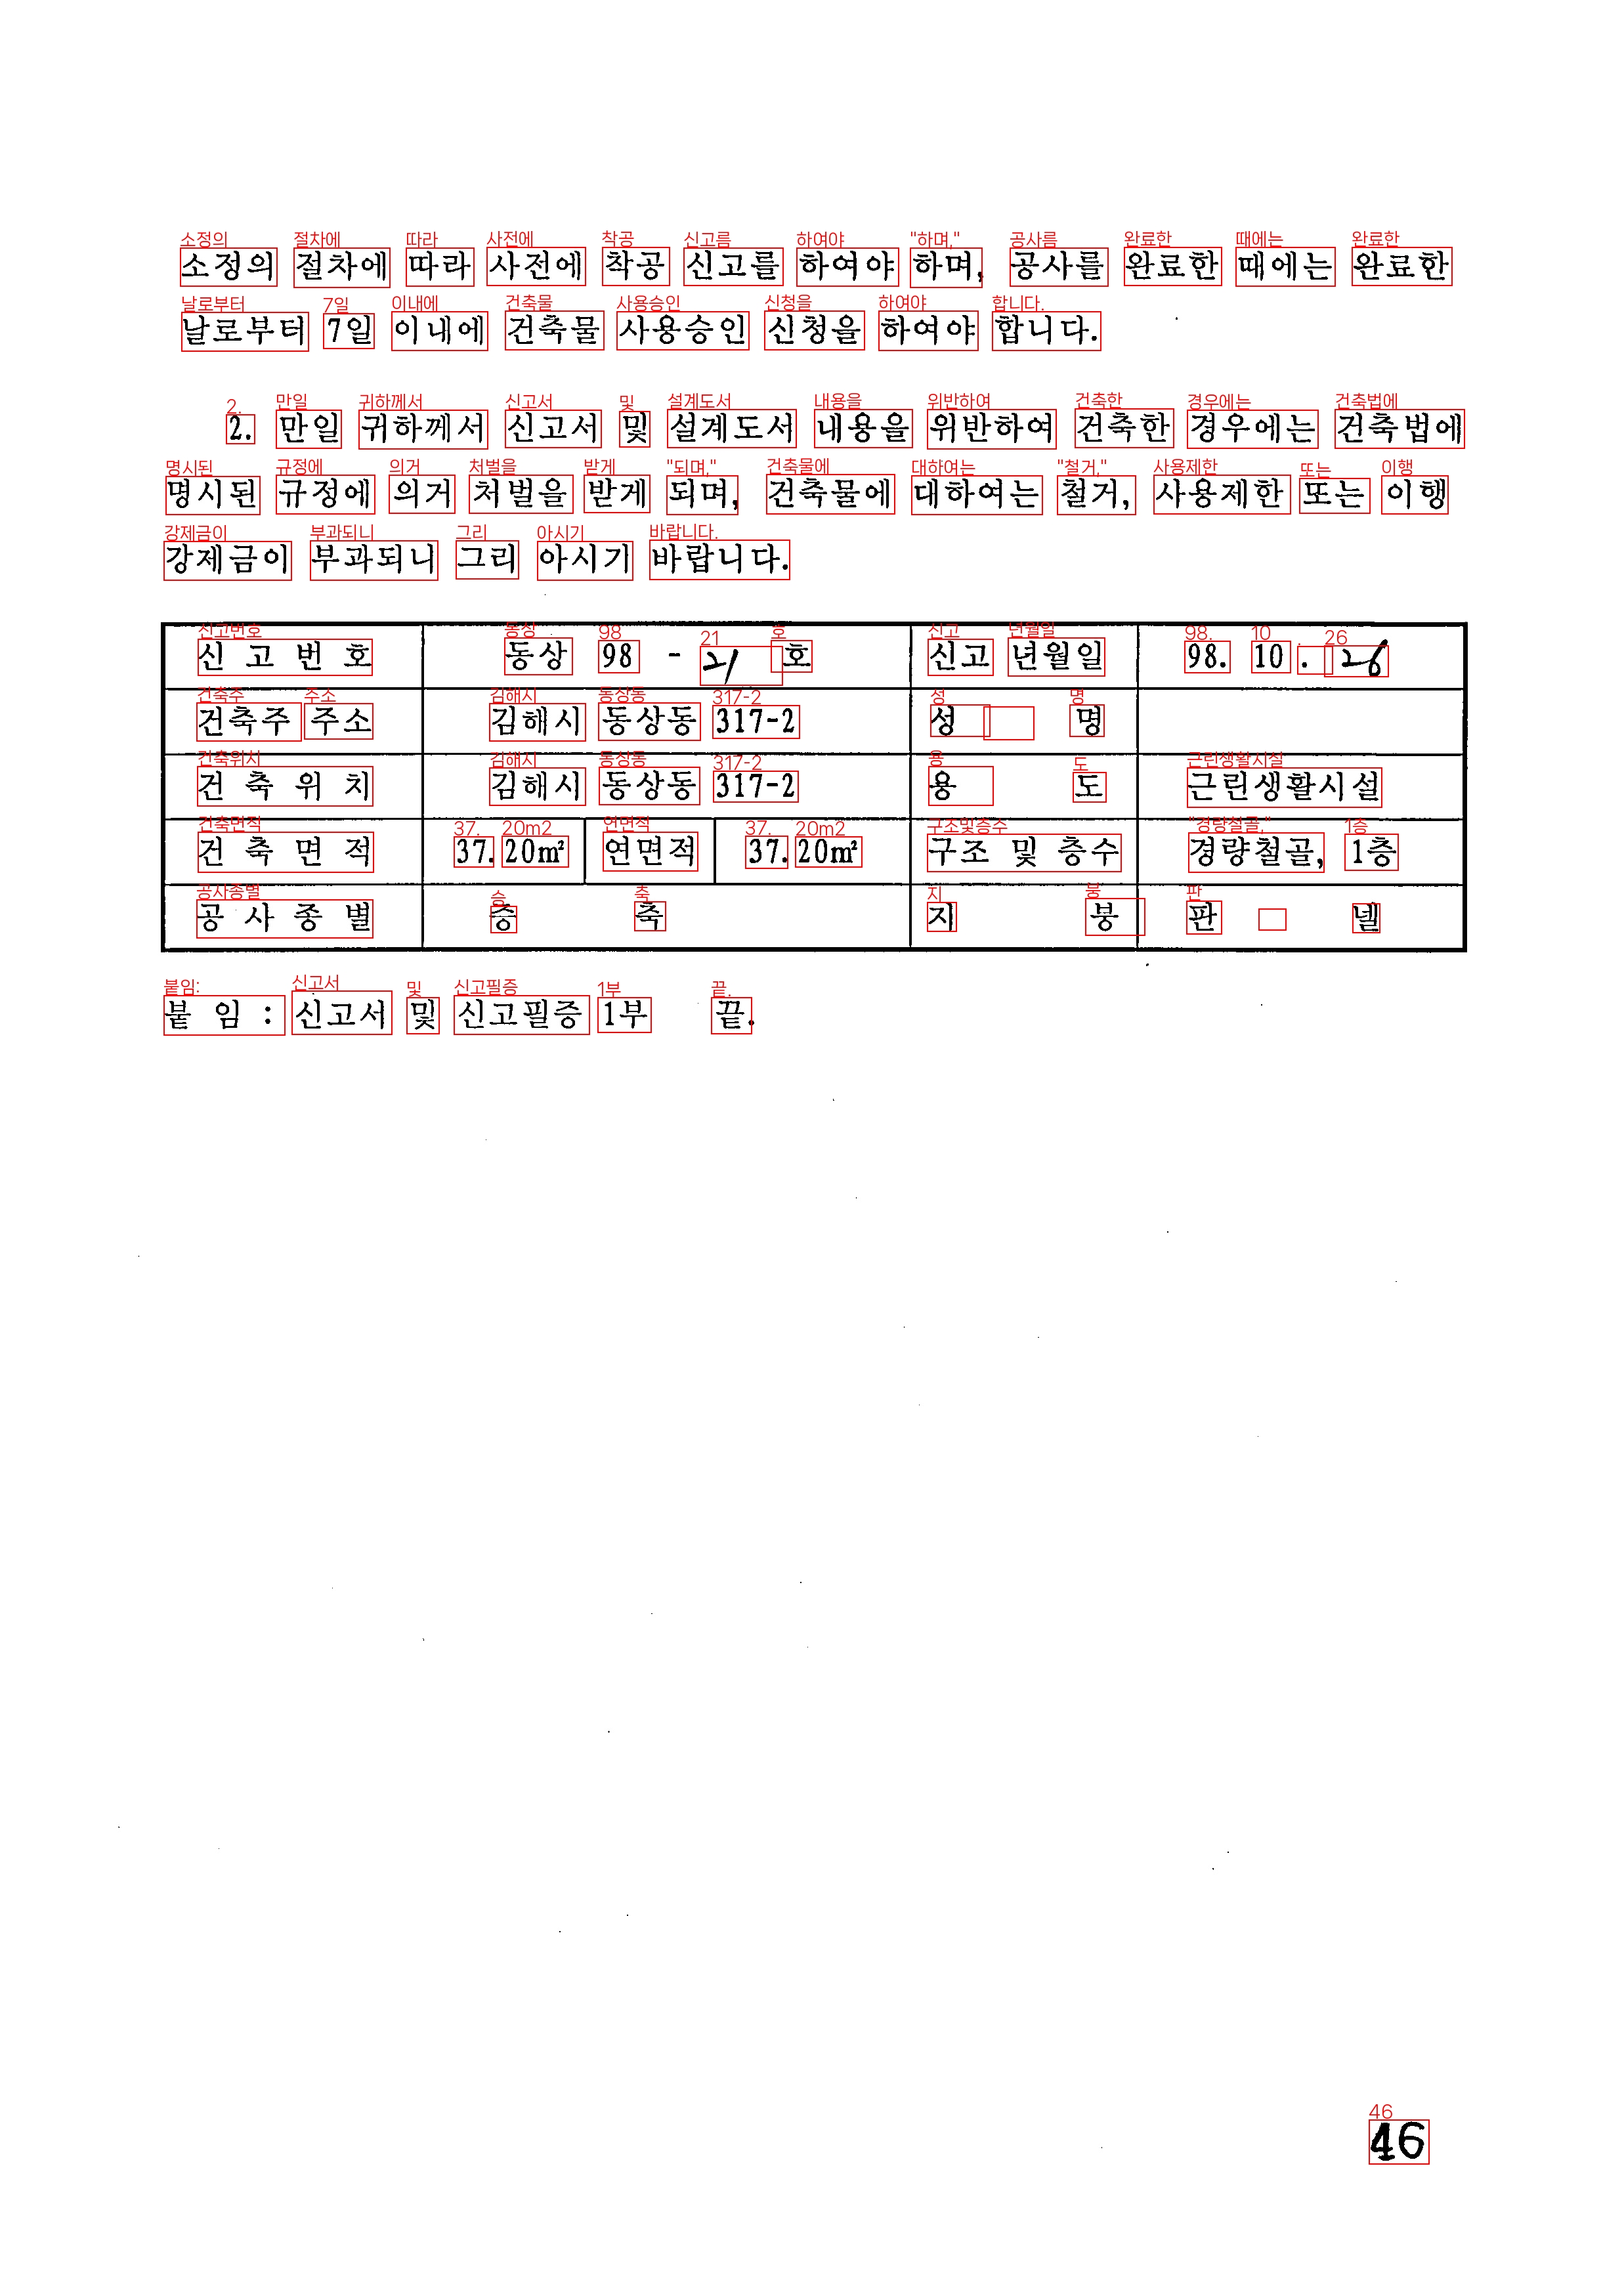 소정의 절차에 따라 사전에 착공 신고를 하여야 하며, 공사를 완료한 때에는 완료한
날로부터 7일 이내에 건축물 사용승인 신청을 하여야 합니다.
2. 만일 귀하께서 신고서 및 설계도서 내용을 위반하여 건축한 경우에는 건축법에
명시된 규정에 의거 처벌을 받게 되며, 건축물에 대하여는 철거, 사용제한 또는 이행
강제금이 부과되니 그리 아시기 바랍니다.
신 고 번 호 동상 98 - 21 호 신고 년월일 98. 10 . 26
건축주 주소 김해시 동상동 317-2 성 명
건 축 위 치 김해시 동상동 317-2 용 도 근린생활시설
건 축 면 적 37. 20m² 연면적 37. 20m² 구조 및 층수 경량철골, 1층
공 사 종 별 증 축 지 붕 판 넬
붙 임 : 신고서 및 신고필증 1부 끝.
46